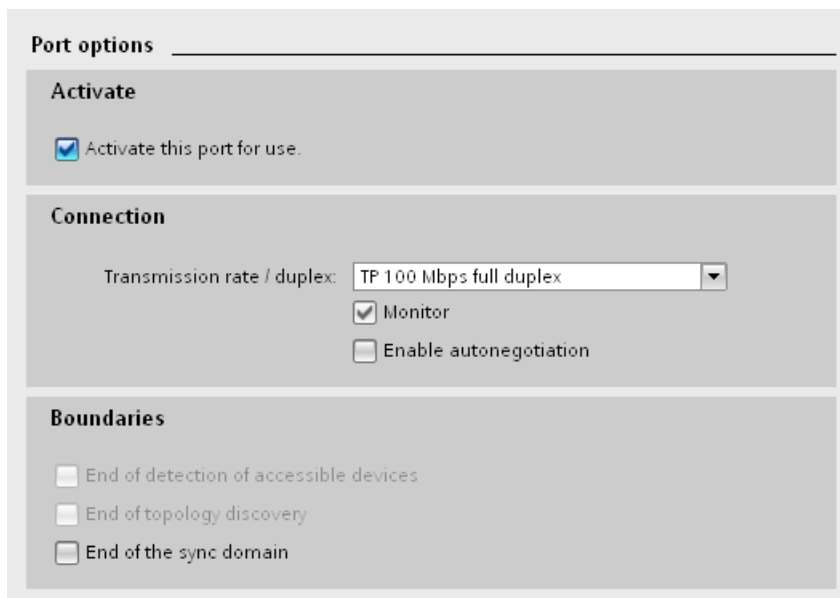 Port options
Activate
Activate this port for use.
Connection
Transmission rate / duplex: TP 100 Mbps full duplex
Monitor
Enable autonegotiation
Boundaries
End of detection of accessible devices
End of topology discovery
End of the sync domain